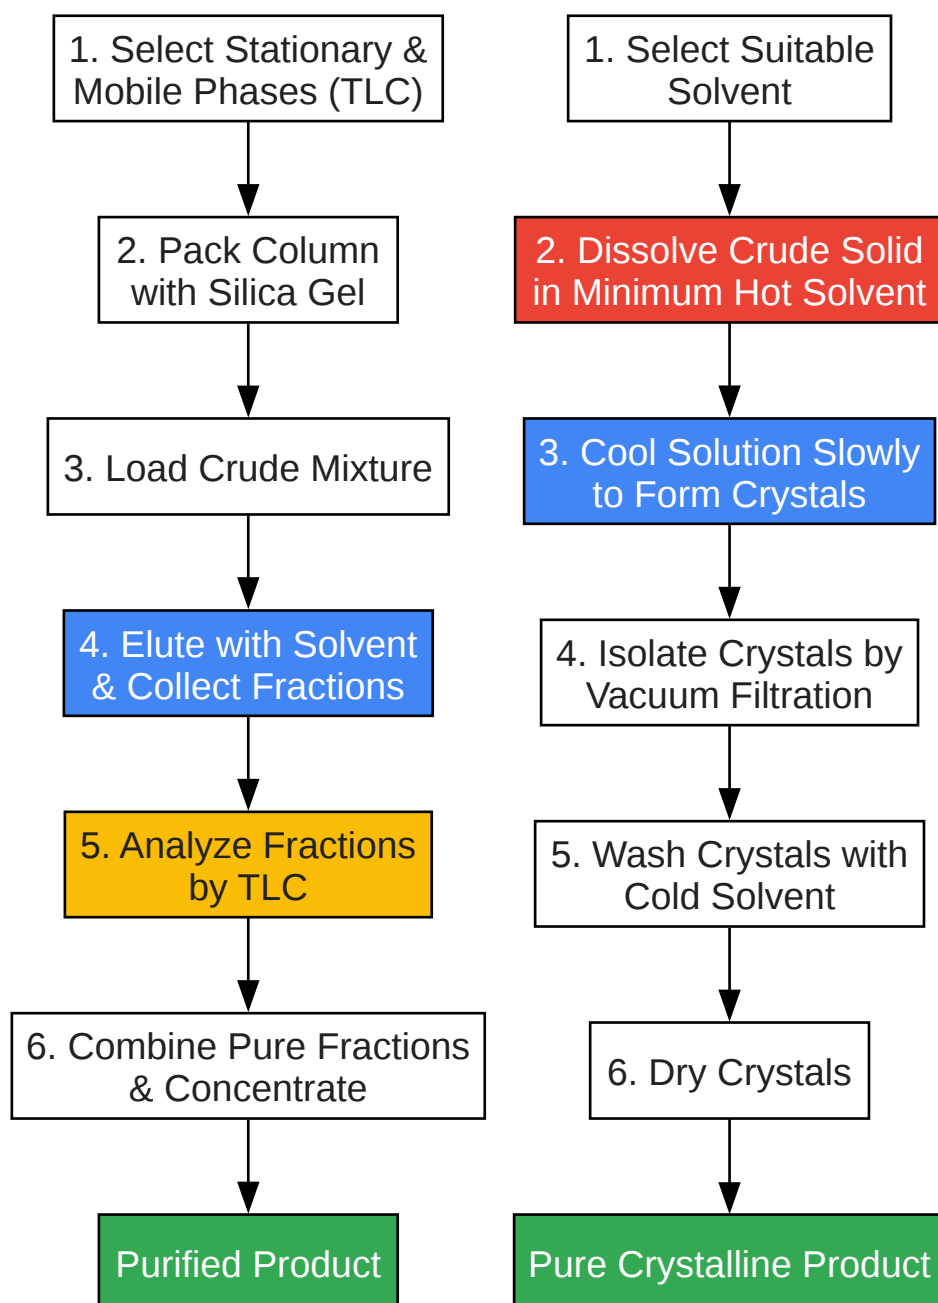 1. Select Stationary &
Mobile Phases (TLC)
2. Pack Column
with Silica Gel
3. Load Crude Mixture
4. Elute with Solvent
& Collect Fractions
5. Analyze Fractions
by TLC
6. Combine Pure Fractions
& Concentrate
Purified Product
1. Select Suitable
Solvent
2. Dissolve Crude Solid
in Minimum Hot Solvent
3. Cool Solution Slowly
to Form Crystals
4. Isolate Crystals by
Vacuum Filtration
5. Wash Crystals with
Cold Solvent
6. Dry Crystals
Pure Crystalline Product